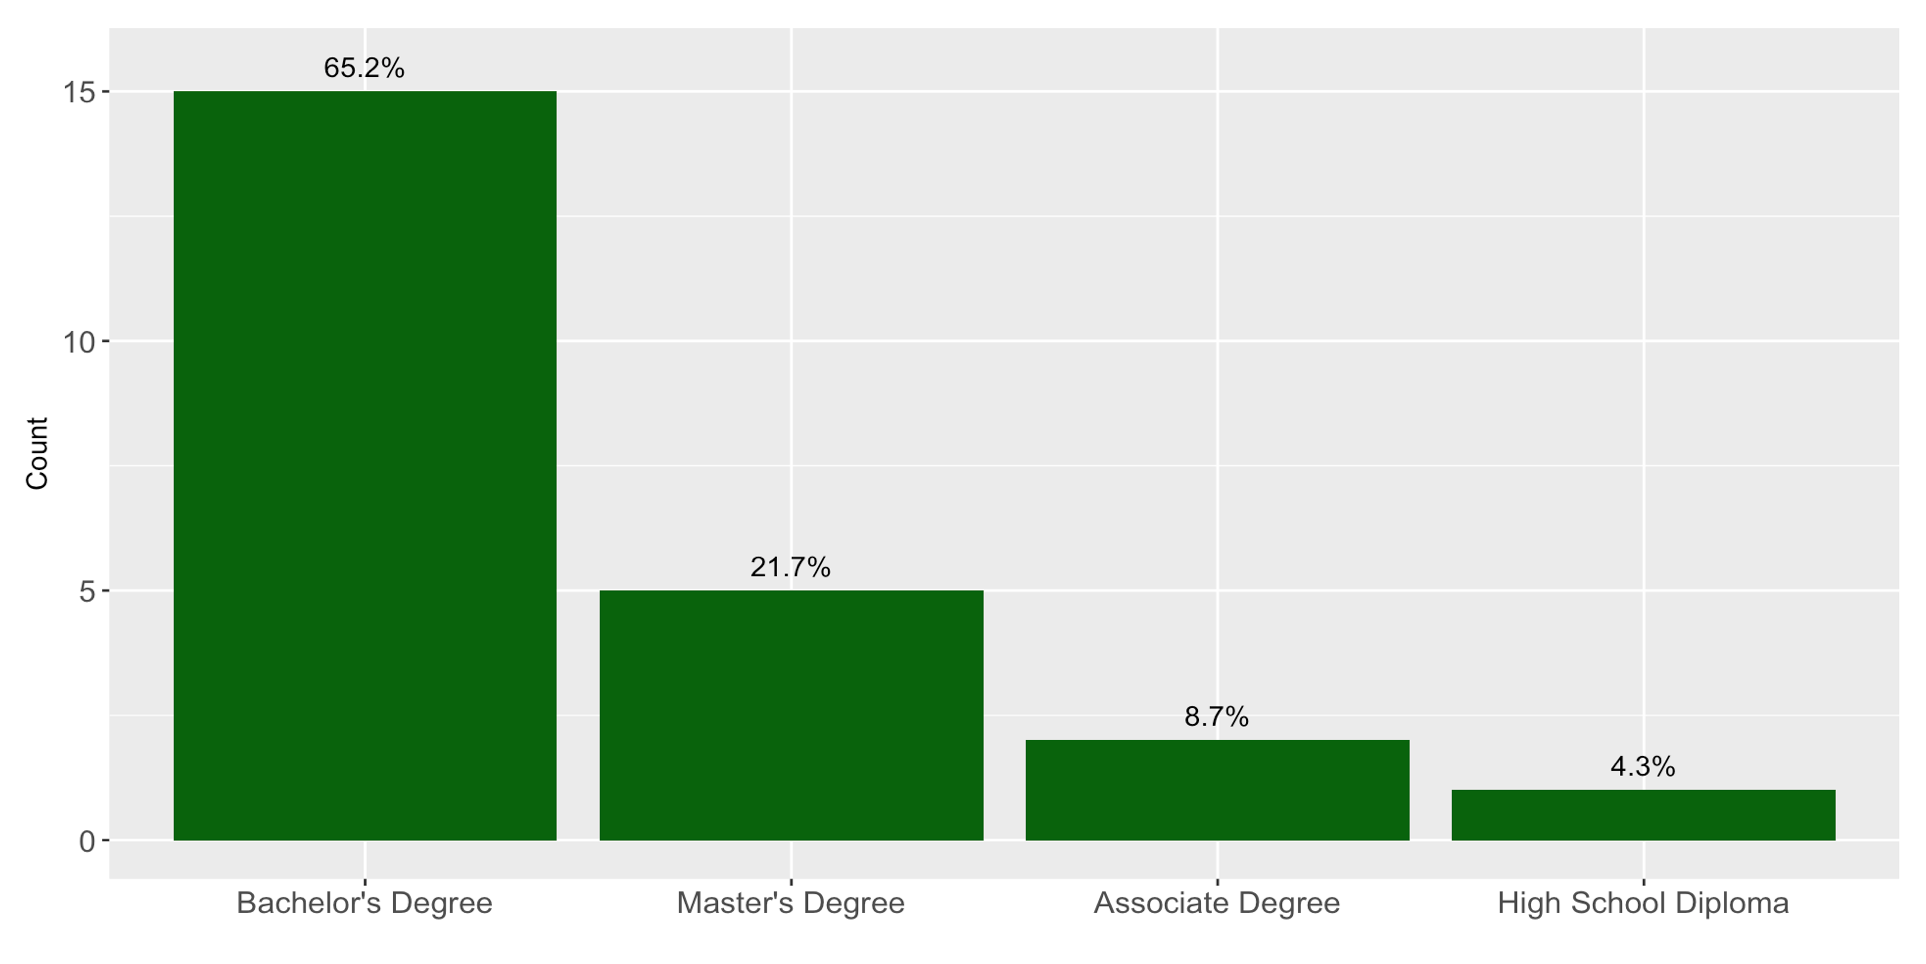 65.2%
15
10
Count
21.7%
5
8.7%
4.3%
0
Bachelor's Degree
Master's Degree
Associate Degree
High School Diploma